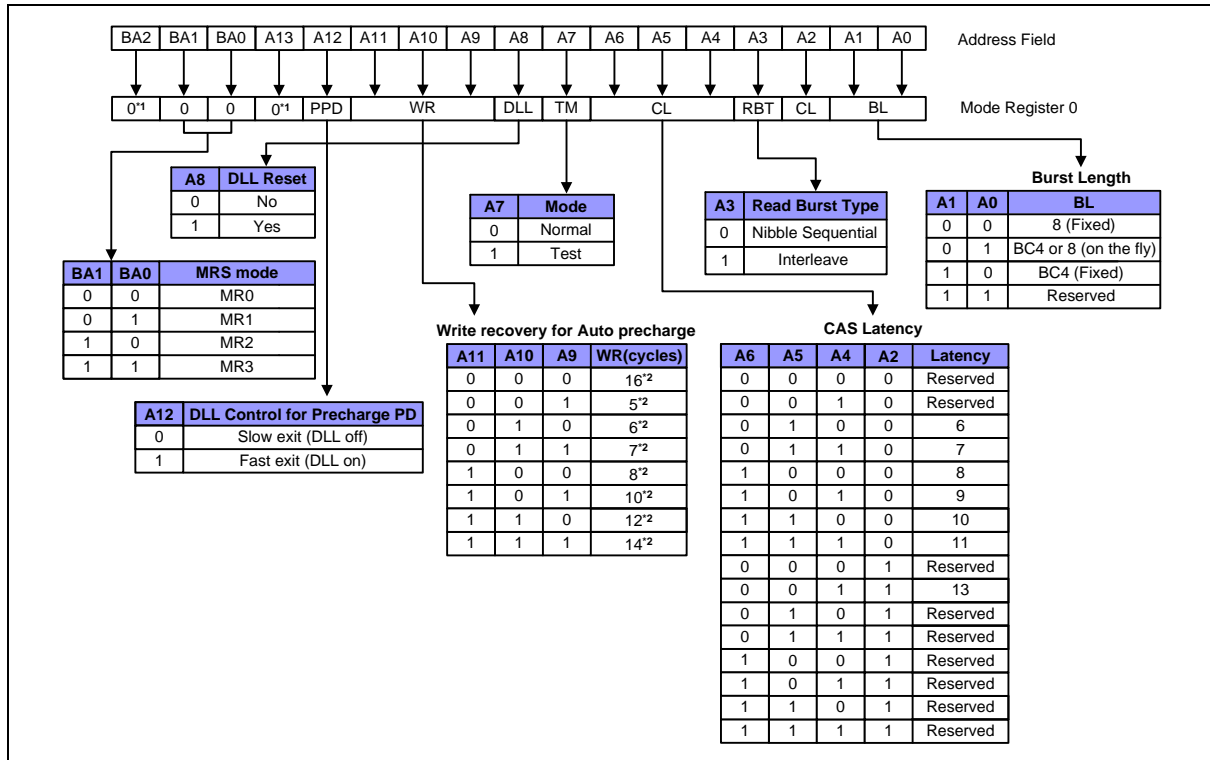 BA2 BA1 BA0 A13 A12 A11 A10 A9 A8 A7 A6 A5 A4 A3 A2 A1 A0 Address Field
0*1 0 0 0*1 PPD WR DLL TM CL RBT CL BL Mode Register 0
A8 DLL Reset
0 No
1 Yes
A7 Mode
0 Normal
1 Test
A3 Read Burst Type
0 Nibble Sequential
1 Interleave
Burst Length
A1 A0 BL
0 0 8 (Fixed)
0 1 BC4 or 8 (on the fly)
1 0 BC4 (Fixed)
1 1 Reserved
BA1 BA0 MRS mode
0 0 MR0
0 1 MR1
1 0 MR2
1 1 MR3
A12 DLL Control for Precharge PD
0 Slow exit (DLL off)
1 Fast exit (DLL on)
Write recovery for Auto precharge
A11 A10 A9 WR(cycles)
0 0 0 16*2
0 0 1 5*2
0 1 0 6*2
0 1 1 7*2
1 0 0 8*2
1 0 1 10*2
1 1 0 12*2
1 1 1 14*2
CAS Latency
A6 A5 A4 A2 Latency
0 0 0 0 Reserved
0 0 1 0 Reserved
0 1 0 0 6
0 1 1 0 7
1 0 0 0 8
1 0 1 0 9
1 1 0 0 10
1 1 1 0 11
0 0 0 1 Reserved
0 0 1 1 13
0 1 0 1 Reserved
0 1 1 1 Reserved
1 0 0 1 Reserved
1 0 1 1 Reserved
1 1 0 1 Reserved
1 1 1 1 Reserved